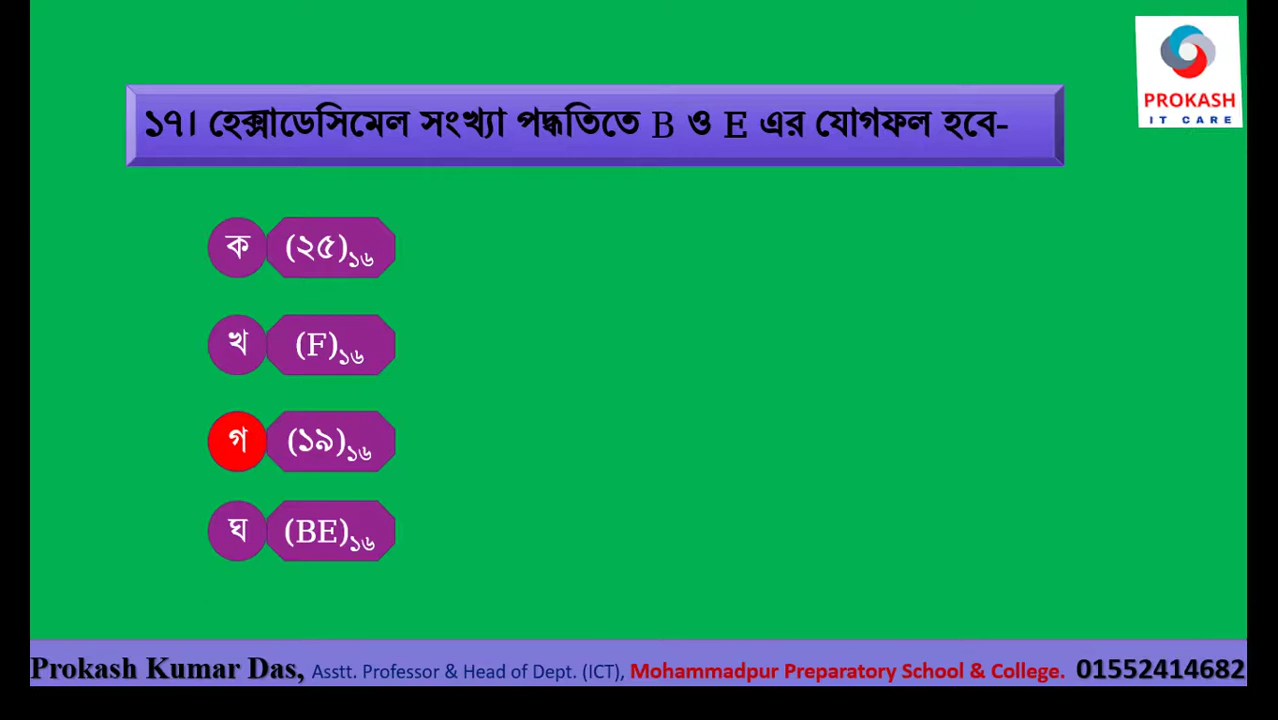 PROKASH
IT CARE
১৭। হেক্সাডেসিমেল সংখ্যা পদ্ধতিতে B ও E এর যোগফল হবে-
ক (২৫)১৬
খ (F)১৬
গ (১৯)১৬
ঘ (BE)১৬
Prokash Kumar Das, Asstt. Professor & Head of Dept. (ICT), Mohammadpur Preparatory School & College. 01552414682